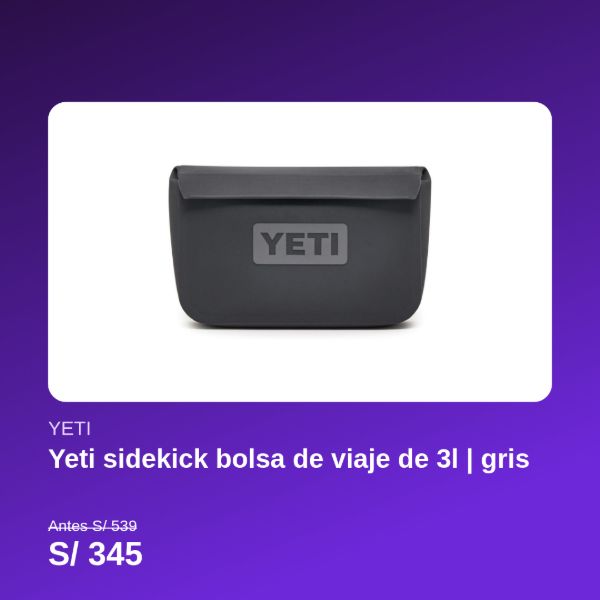 YETI
YETI
Yeti sidekick bolsa de viaje de 3l | gris
Antes S/ 539
S/ 345